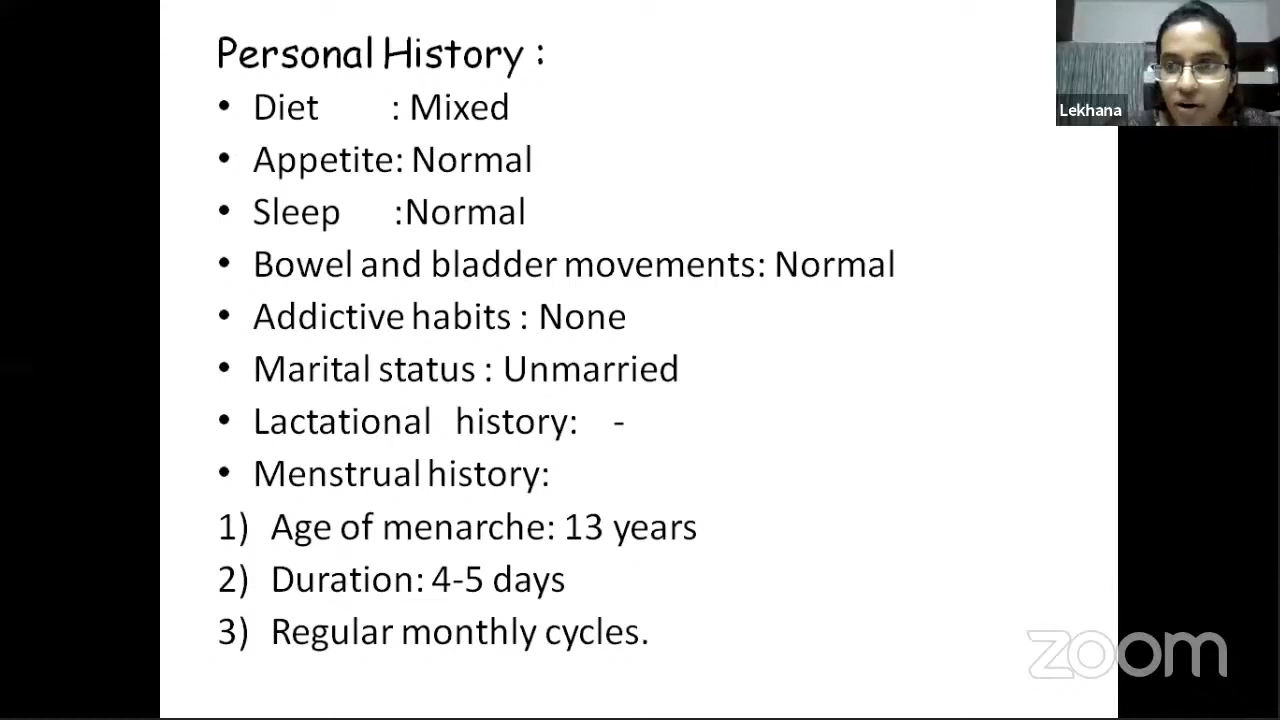 Personal History :
• Diet : Mixed
• Appetite: Normal
• Sleep :Normal
• Bowel and bladder movements: Normal
• Addictive habits : None
• Marital status : Unmarried
• Lactational history: -
• Menstrual history:
1) Age of menarche: 13 years
2) Duration: 4-5 days
3) Regular monthly cycles.
Lekhana
zoom